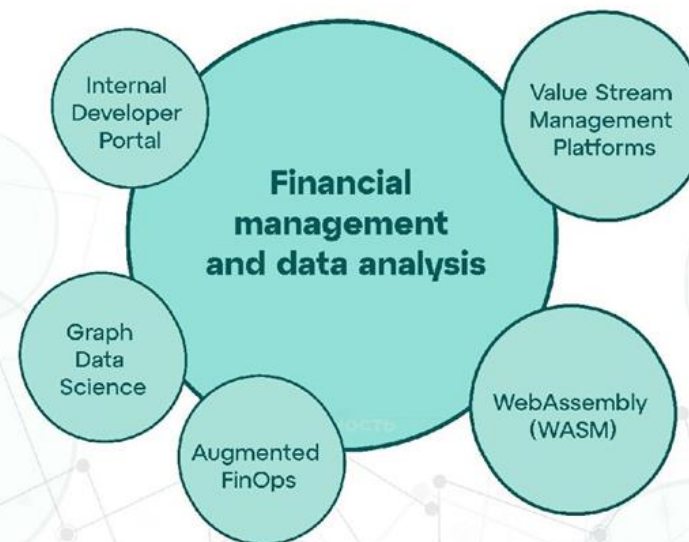 Internal
Developer
Portal
Value Stream
Management
Platforms
Financial
management
and data analysis
Graph
Data
Science
WebAssembly
(WASM)
Augmented
FinOps